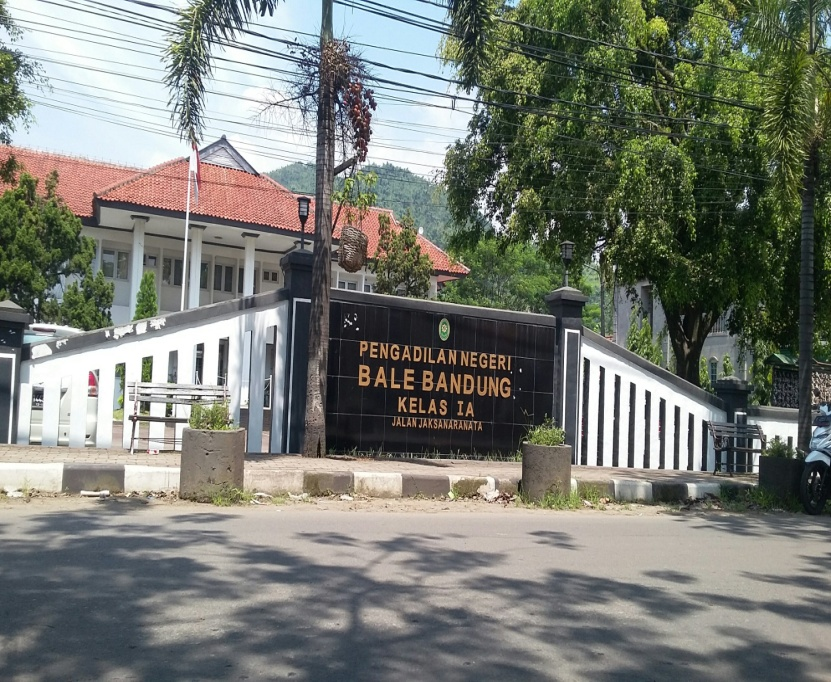 PENGADILAN NEGERI
BALE BANDUNG
KELAS IA
JALAN JAKSANARANATA